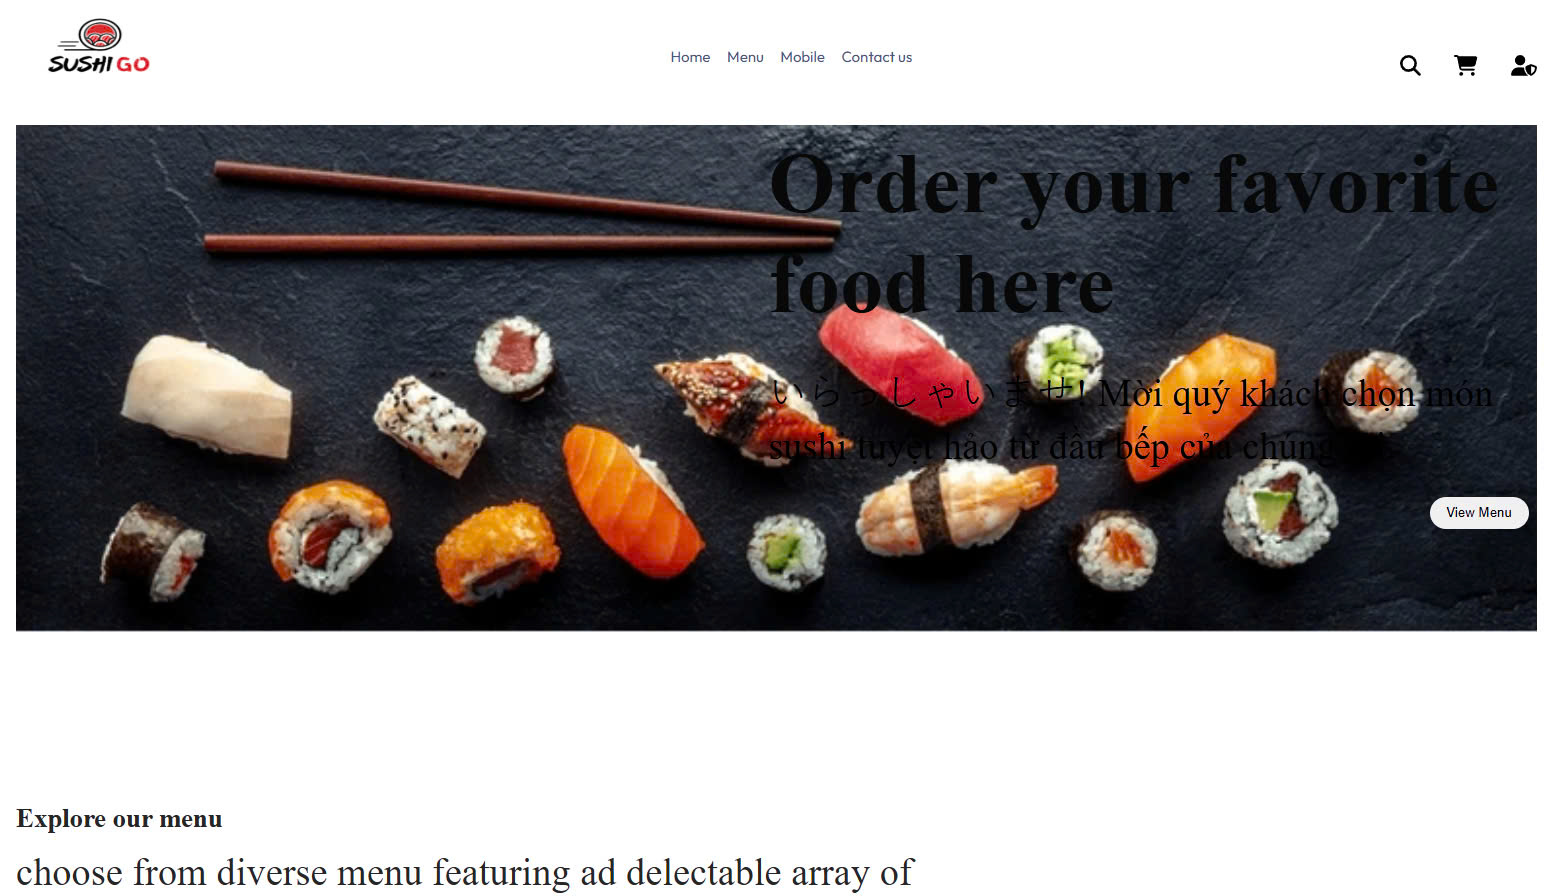 SUSHI GO
Home Menu Mobile Contact us
Order your favorite
food here
いらっしゃいませ! Mời quý khách chọn món
sushi tuyệt hảo từ đầu bếp của chúng
View Menu
Explore our menu
choose from diverse menu featuring ad delectable array of